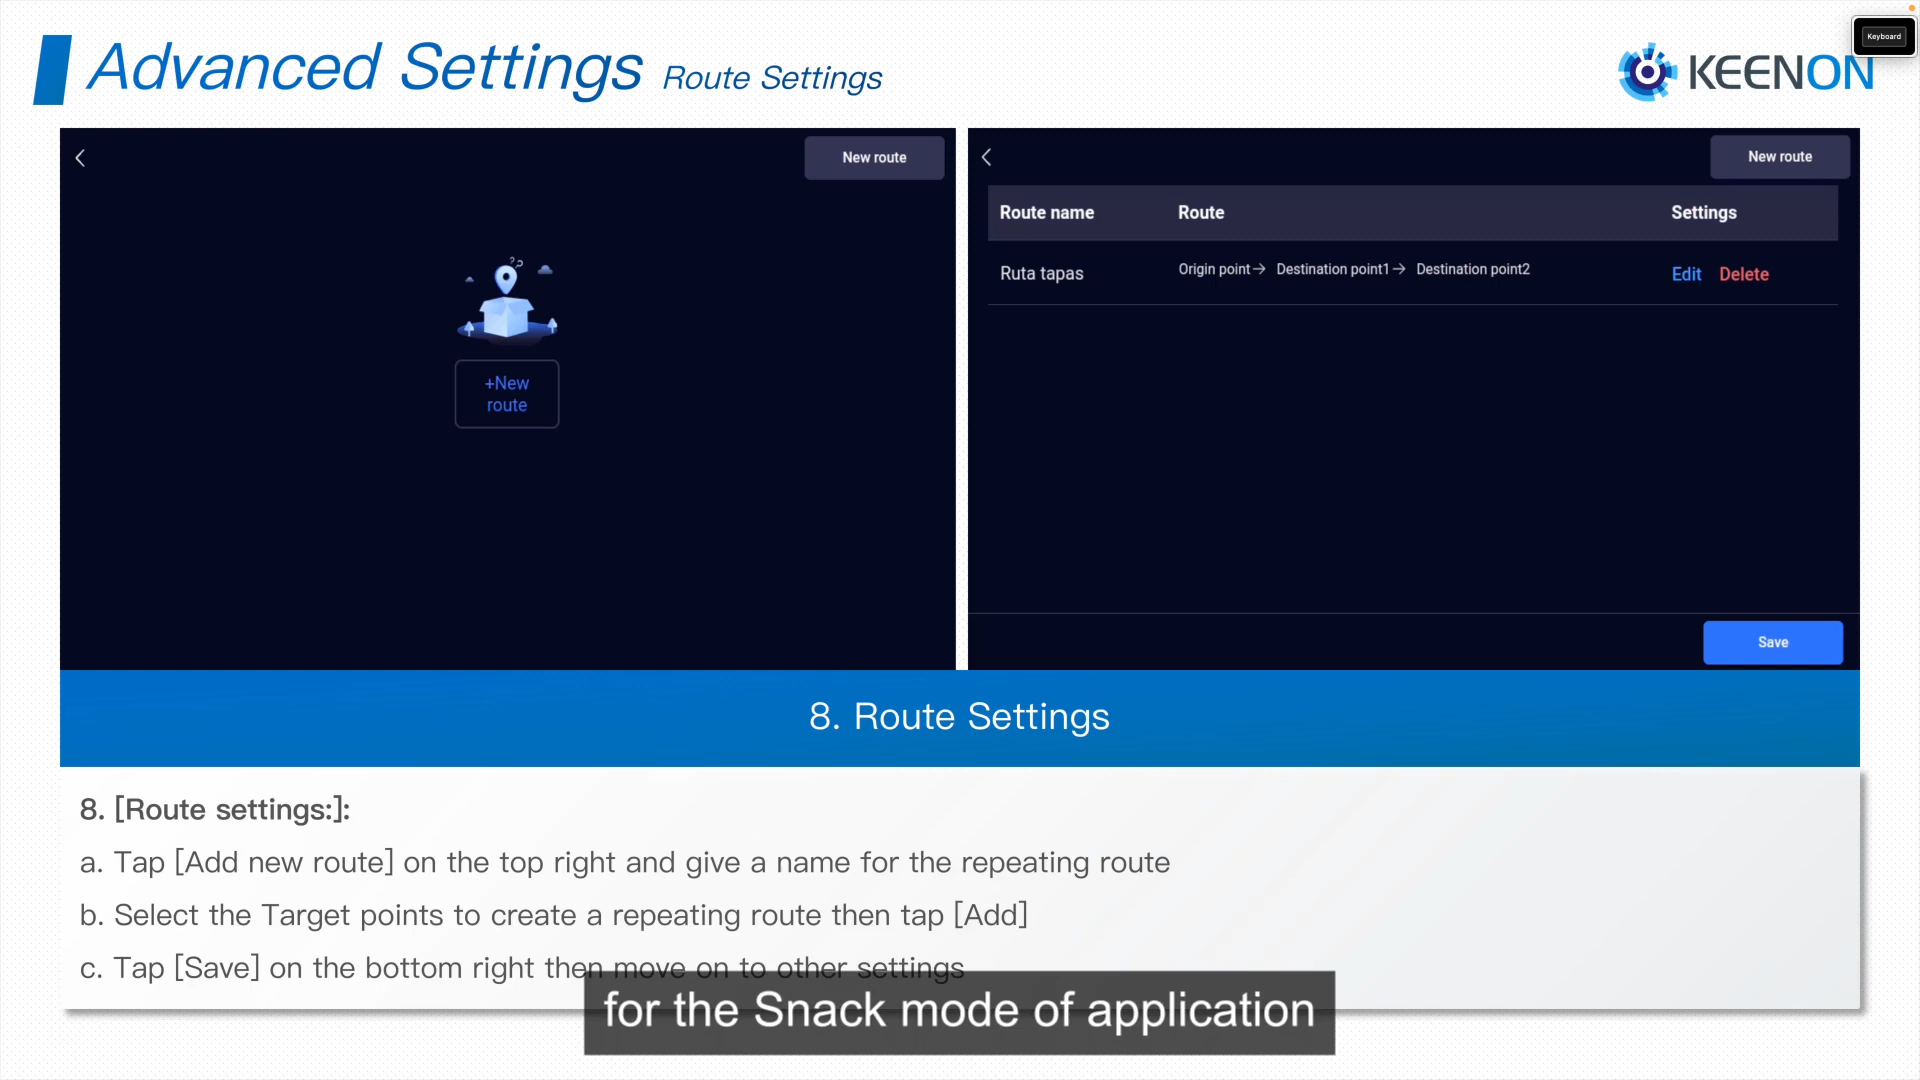 Advanced Settings Route Settings
Keyboard
KEENON
New route
+New
route
New route
Route name Route Settings
Ruta tapas Origin point→ Destination point1→ Destination point2 Edit Delete
Save
8. Route Settings
8. [Route settings:]:
a. Tap [Add new route] on the top right and give a name for the repeating route
b. Select the Target points to create a repeating route then tap [Add]
c. Tap [Save] on the bottom right then move on to other settings
for the Snack mode of application